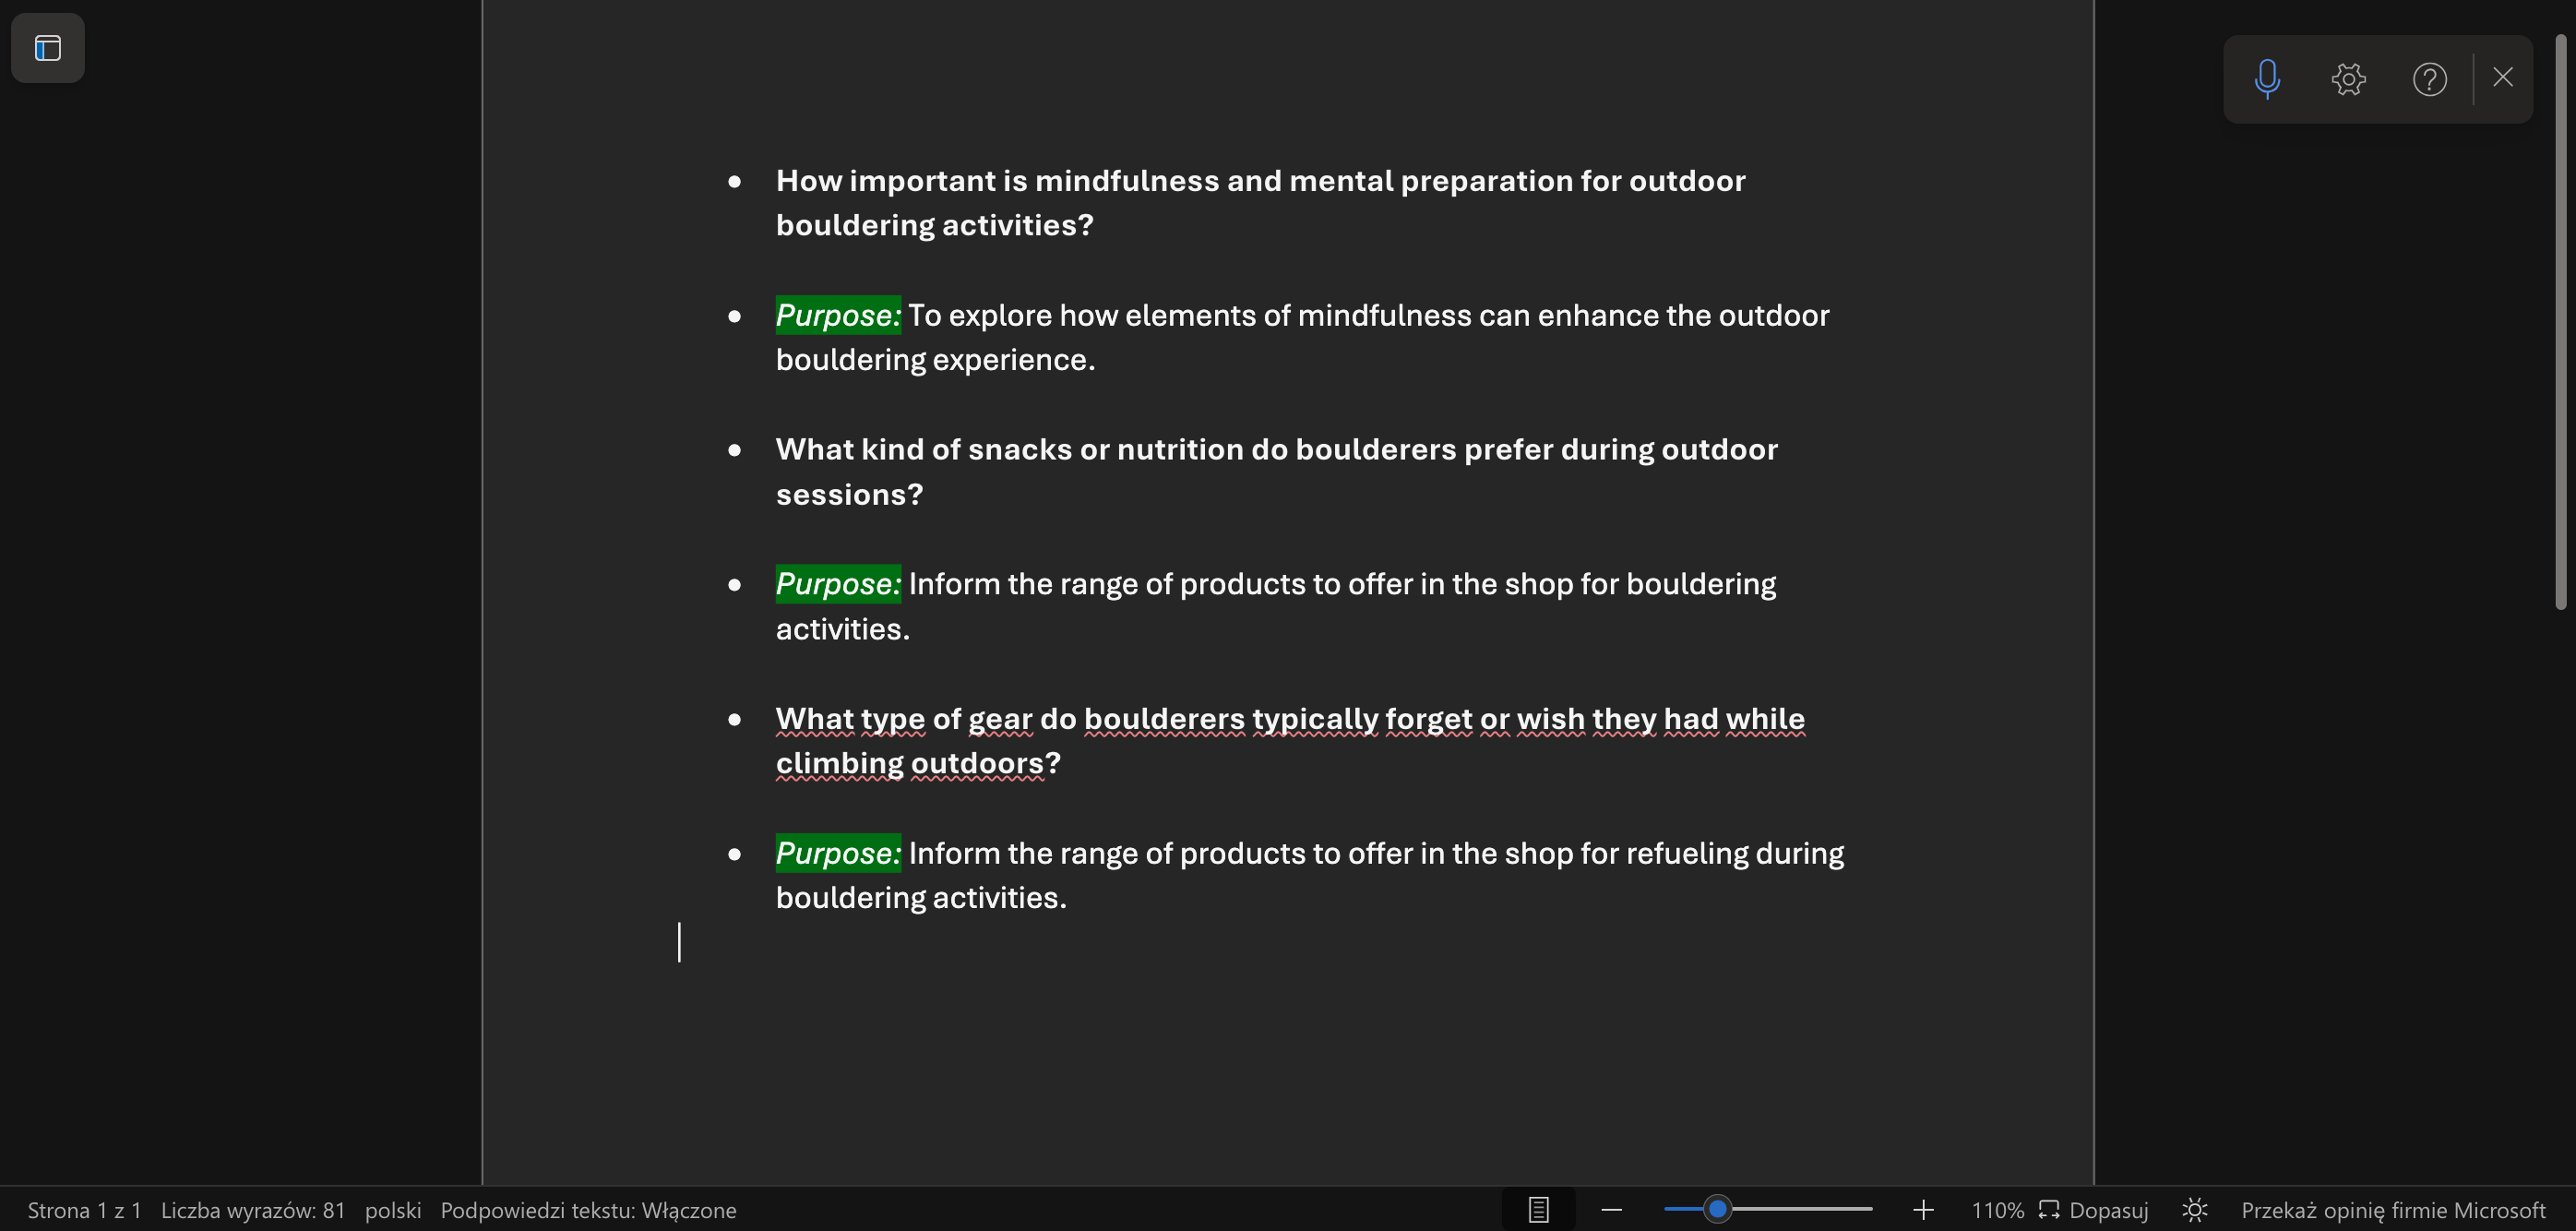 How important is mindfulness and mental preparation for outdoor
bouldering activities?
Purpose: To explore how elements of mindfulness can enhance the outdoor
bouldering experience.
What kind of snacks or nutrition do boulderers prefer during outdoor
sessions?
Purpose: Inform the range of products to offer in the shop for bouldering
activities.
What type of gear do boulderers typically forget or wish they had while
climbing outdoors?
Purpose: Inform the range of products to offer in the shop for refueling during
bouldering activities.
Strona 1 z 1 Liczba wyrazów: 81 polski Podpowiedzi tekstu: Włączone 110% Dopasuj Przekaż opinię firmie Microsoft